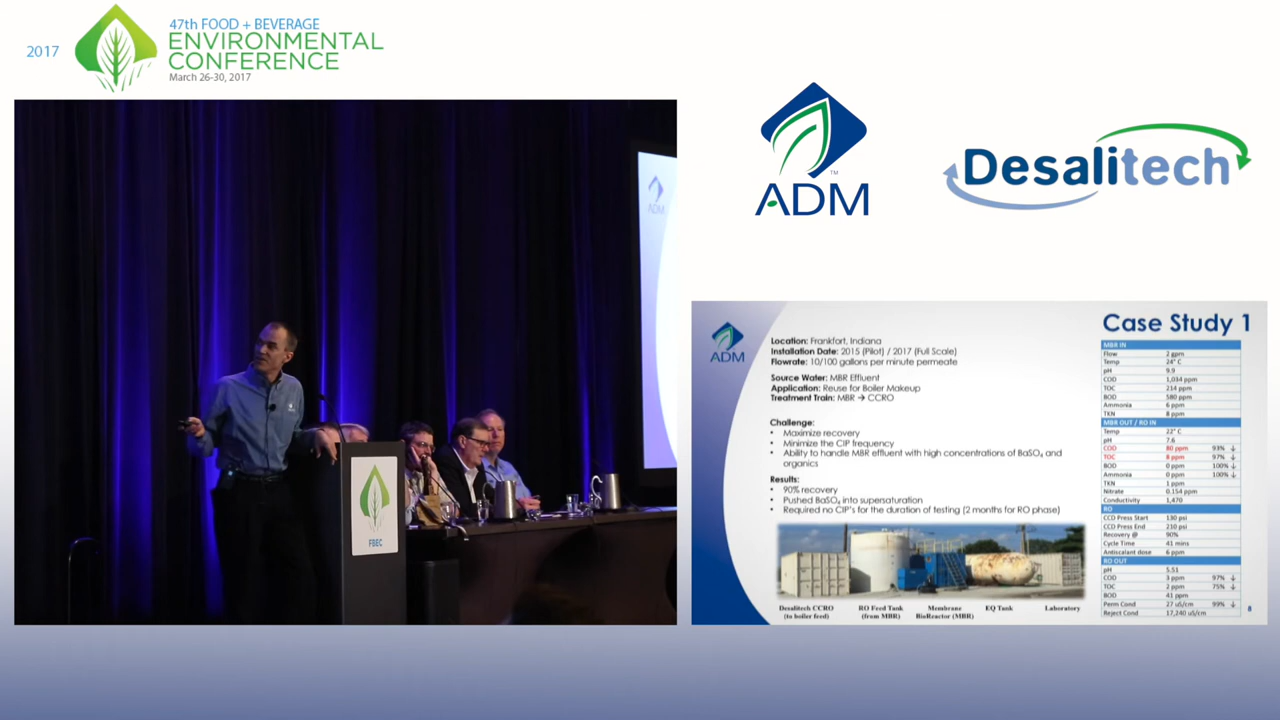 2017
47th FOOD + BEVERAGE
ENVIRONMENTAL
CONFERENCE
March 26-30, 2017
ADM
™
Desalitech
ADM
FBEC
ADM
Case Study 1
Location: Frankfort, Indiana
Installation Date: 2015 (Pilot) / 2017 (Full Scale)
Flowrate: 10/100 gallons per minute permeate
Source Water: MBR Effluent
Application: Reuse for Boiler Makeup
Treatment Train: MBR → CCRO
Challenge:
• Maximize recovery
• Minimize the CIP frequency
• Ability to handle MBR effluent with high concentrations of BaSO₄ and
organics
Results:
• 90% recovery
• Pushed BaSO₄ into supersaturation
• Required no CIP's for the duration of testing (2 months for RO phase)
Desalitech CCRO
(to boiler feed)
RO Feed Tank
(from MBR)
Membrane
BioReactor (MBR)
EQ Tank
Laboratory
MBR IN
Flow 2 gpm
Temp 24° C
pH 9.9
COD 1,034 ppm
TOC 214 ppm
BOD 580 ppm
Ammonia 6 ppm
TKN 8 ppm
MBR OUT / RO IN
Temp 22° C
pH 7.6
COD 80 ppm 93% ↓
TOC 8 ppm 97% ↓
BOD 0 ppm 100% ↓
Ammonia 0 ppm 100% ↓
TKN 1 ppm
Nitrate 0.154 ppm
Conductivity 1,470
RO
CCD Press Start 130 psi
CCD Press End 210 psi
Recovery @ 90%
Cycle Time 41 mins
Antiscalant dose 6 ppm
RO OUT
pH 5.51
COD 3 ppm 97% ↓
TOC 2 ppm 75% ↓
BOD 41 ppm
Perm Cond 27 uS/cm 99% ↓
Reject Cond 17,240 uS/cm
8